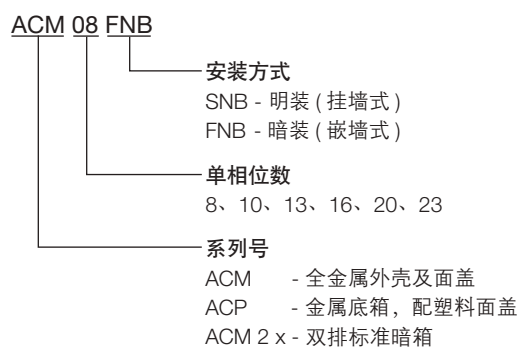 ACM 08 FNB
安装方式
SNB - 明装 ( 挂墙式 )
FNB - 暗装 ( 嵌墙式 )
单相位数
8、10、13、16、20、23
系列号
ACM - 全金属外壳及面盖
ACP - 金属底箱，配塑料面盖
ACM 2 x - 双排标准暗箱